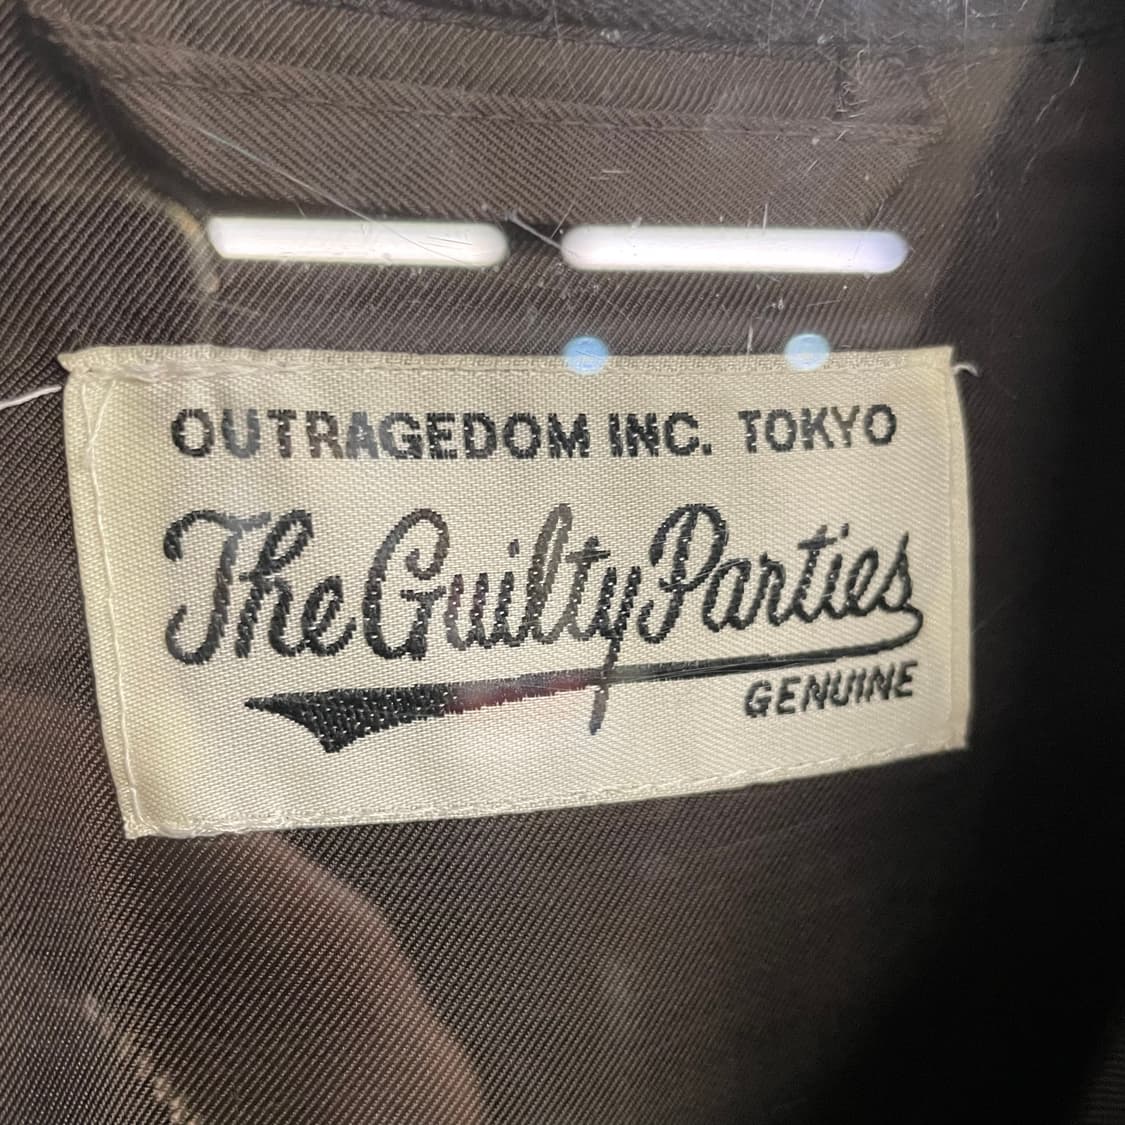 OUTRAGEDOM INC. TOKYO
The Guilty Parties
GENUINE